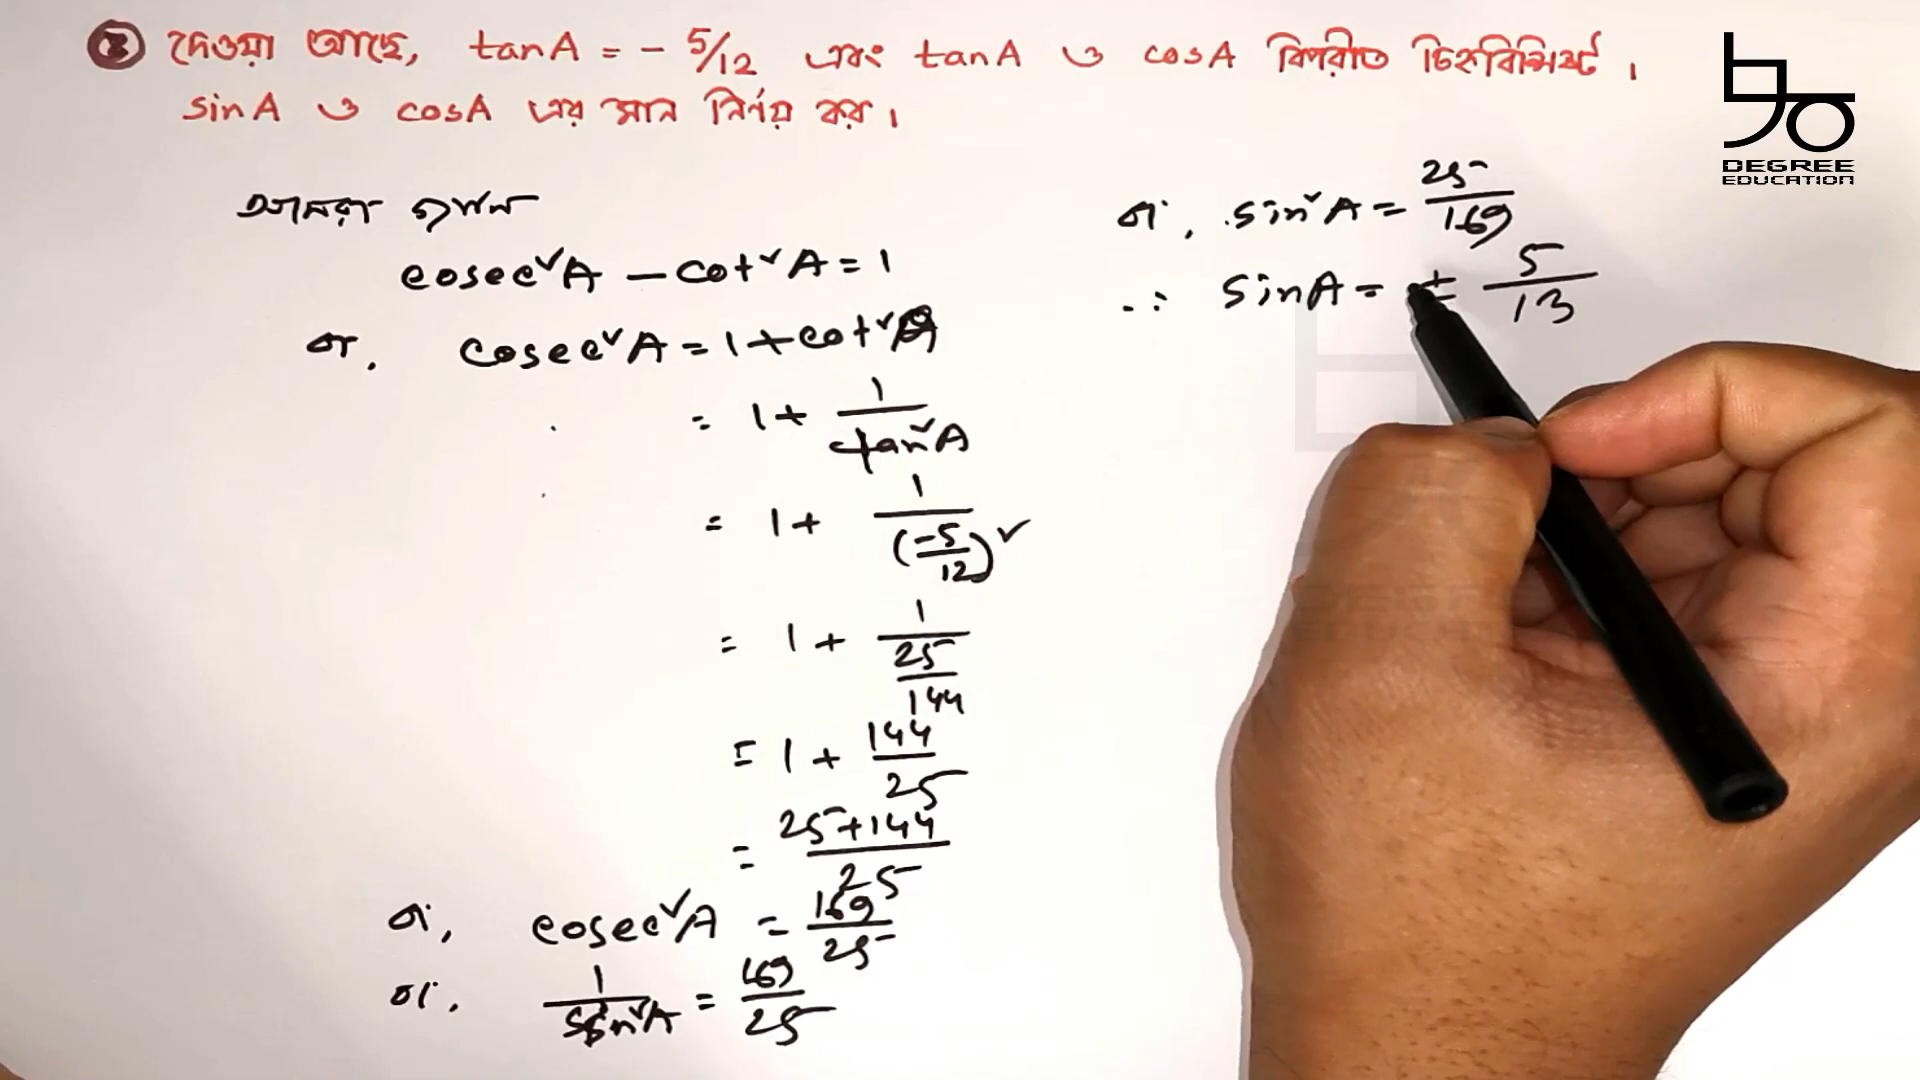 ২ দেওয়া আছে, tanA = - 5/12 এবং tanA ও cosA বিপরীত চিহ্নবিশিষ্ট।
sinA ও cosA এর মান নির্ণয় কর।
আমরা জানি
cosec²A - cot²A = 1
বা, cosec²A = 1 + cot²A
= 1 + 1/tan²A
= 1 + 1/(-5/12)²
= 1 + 1/(25/144)
= 1 + 144/25
= (25+144)/25
বা, cosec²A = 169/25
বা, 1/sin²A = 169/25
বা, sin²A = 25/169
∴ sinA = ± 5/13
DEGREE
EDUCATION